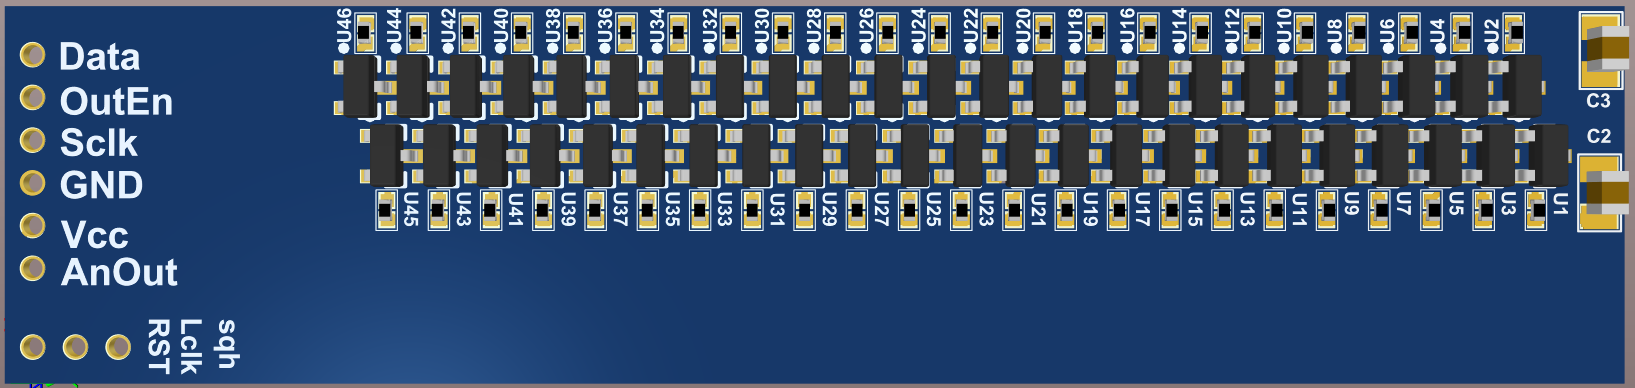 U46 U44 U42 U40 U38 U36 U34 U32 U30 U28 U26 U24 U22 U20 U18 U16 U14 U12 U10 U8 U6 U4 U2
Data
OutEn
Sclk
GND
Vcc
AnOut
C3
C2
U45 U43 U41 U39 U37 U35 U33 U31 U29 U27 U25 U23 U21 U19 U17 U15 U13 U11 U9 U7 U5 U3 U1
RST
Lclk
sqh